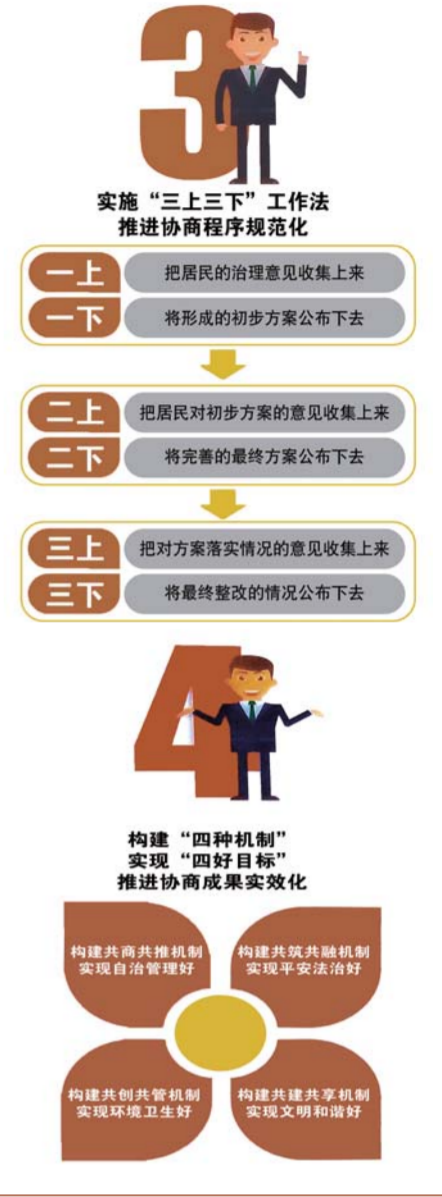 3
实施“三上三下”工作法
推进协商程序规范化
一上 把居民的治理意见收集上来
一下 将形成的初步方案公布下去
二上 把居民对初步方案的意见收集上来
二下 将完善的最终方案公布下去
三上 把对方案落实情况的意见收集上来
三下 将最终整改的情况公布下去
4
构建“四种机制”
实现“四好目标”
推进协商成果实效化
构建共商共推机制
实现自治管理好
构建共筑共融机制
实现平安法治好
构建共创共管机制
实现环境卫生好
构建共建共享机制
实现文明和谐好